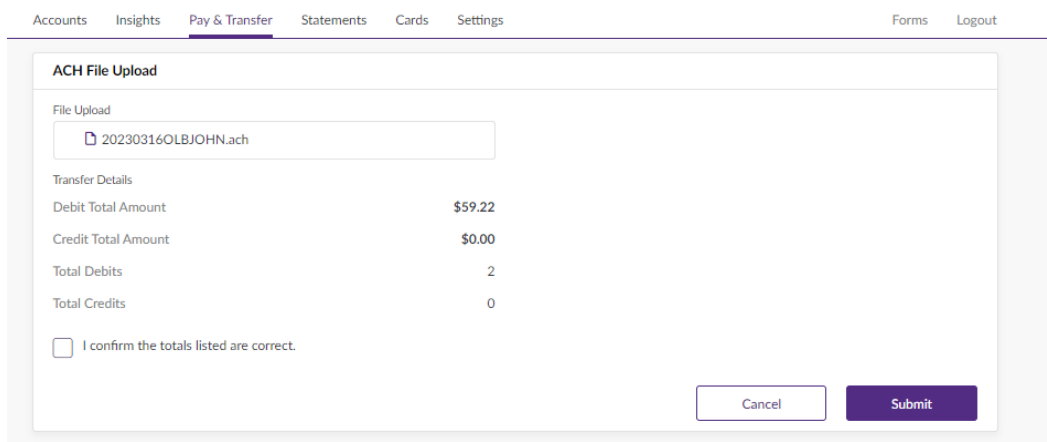 Accounts Insights Pay & Transfer Statements Cards Settings Forms Logout
ACH File Upload
File Upload
20230316OLBJOHN.ach
Transfer Details
Debit Total Amount $59.22
Credit Total Amount $0.00
Total Debits 2
Total Credits 0
I confirm the totals listed are correct.
Cancel Submit